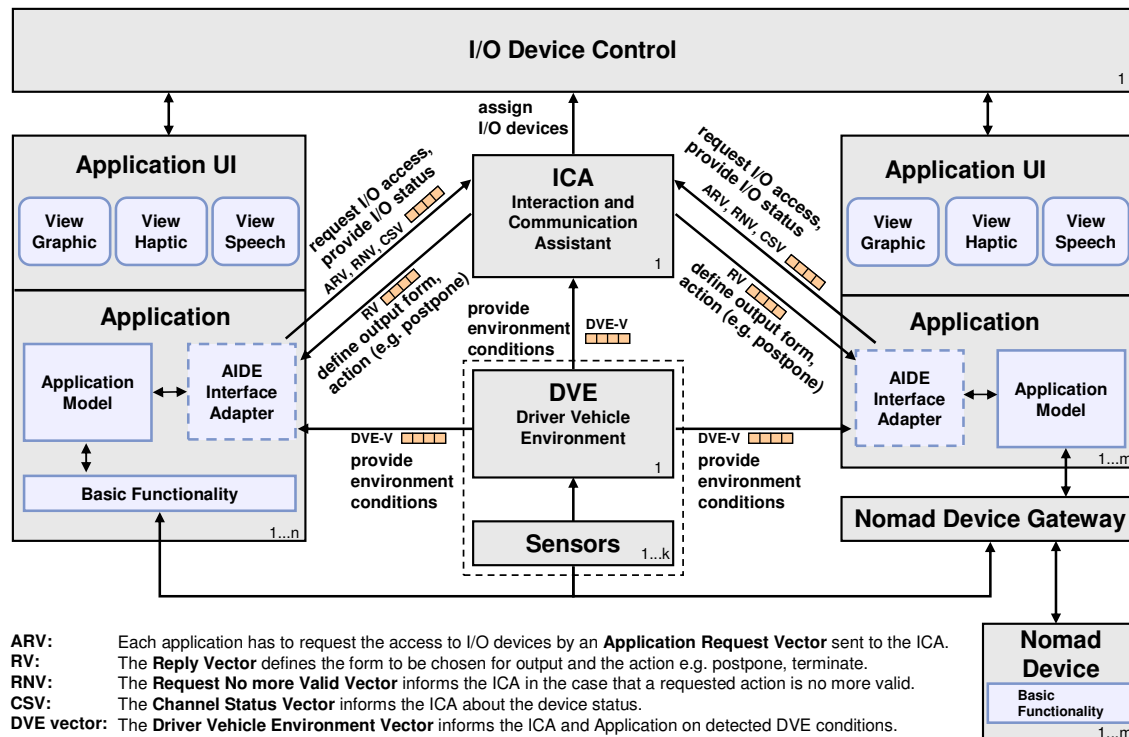 I/O Device Control
1
assign
I/O devices
Application UI
View
Graphic
View
Haptic
View
Speech
request I/O access,
provide I/O status
ARV, RNV, CSV
RV
define output form,
action (e.g. postpone)
ICA
Interaction and
Communication
Assistant
1
request I/O access,
provide I/O status
ARV, RNV, CSV
RV
define output form,
action (e.g. postpone)
Application UI
View
Graphic
View
Haptic
View
Speech
Application
Application
Model
AIDE
Interface
Adapter
Basic Functionality
1...n
provide
environment
conditions
DVE-V
DVE
Driver Vehicle
Environment
1
DVE-V
provide
environment
conditions
DVE-V
provide
environment
conditions
Sensors
1...k
Application
AIDE
Interface
Adapter
Application
Model
1...m
Nomad Device Gateway
Nomad
Device
Basic
Functionality
1...m
ARV: Each application has to request the access to I/O devices by an Application Request Vector sent to the ICA.
RV: The Reply Vector defines the form to be chosen for output and the action e.g. postpone, terminate.
RNV: The Request No more Valid Vector informs the ICA in the case that a requested action is no more valid.
CSV: The Channel Status Vector informs the ICA about the device status.
DVE vector: The Driver Vehicle Environment Vector informs the ICA and Application on detected DVE conditions.